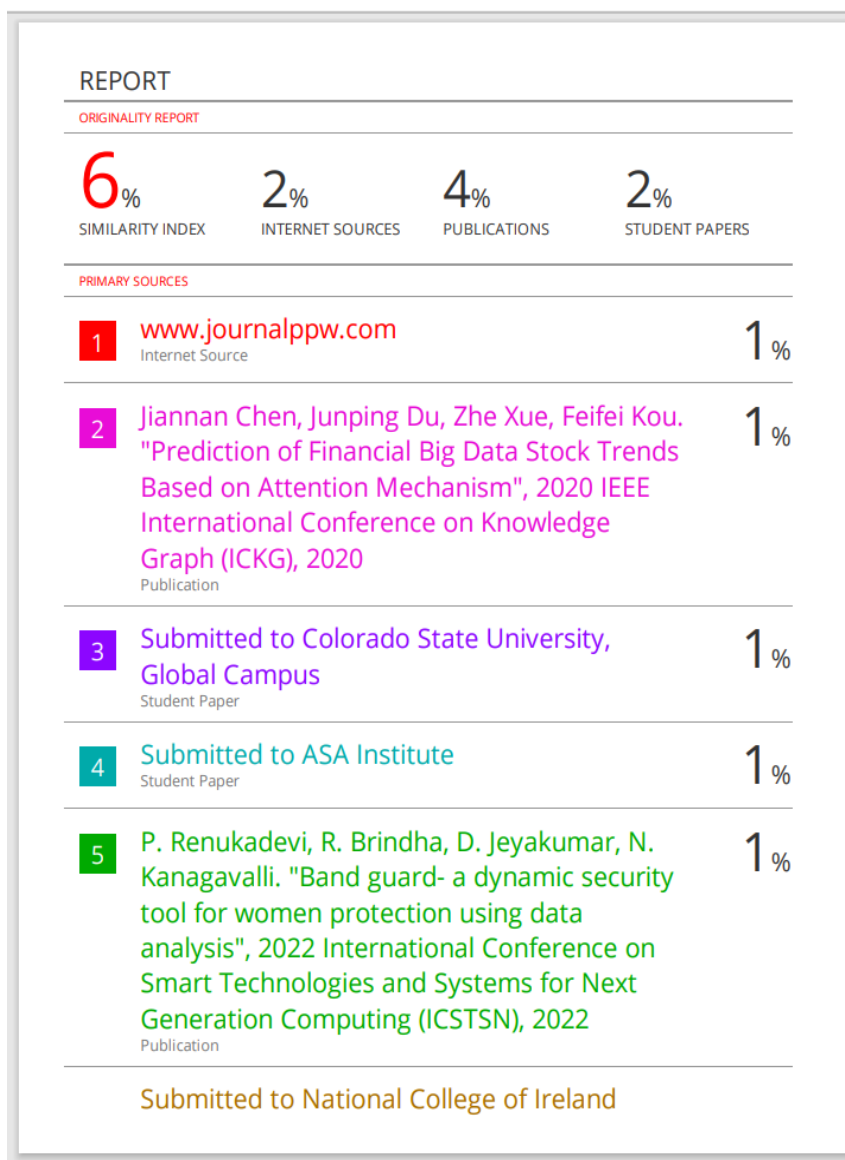 REPORT
ORIGINALITY REPORT
6% 2% 4% 2%
SIMILARITY INDEX INTERNET SOURCES PUBLICATIONS STUDENT PAPERS
PRIMARY SOURCES
1 www.journalppw.com 1%
Internet Source
2 Jiannan Chen, Junping Du, Zhe Xue, Feifei Kou. 1%
"Prediction of Financial Big Data Stock Trends
Based on Attention Mechanism", 2020 IEEE
International Conference on Knowledge
Graph (ICKG), 2020
Publication
3 Submitted to Colorado State University, 1%
Global Campus
Student Paper
4 Submitted to ASA Institute 1%
Student Paper
5 P. Renukadevi, R. Brindha, D. Jeyakumar, N. 1%
Kanagavalli. "Band guard- a dynamic security
tool for women protection using data
analysis", 2022 International Conference on
Smart Technologies and Systems for Next
Generation Computing (ICSTSN), 2022
Publication
Submitted to National College of Ireland